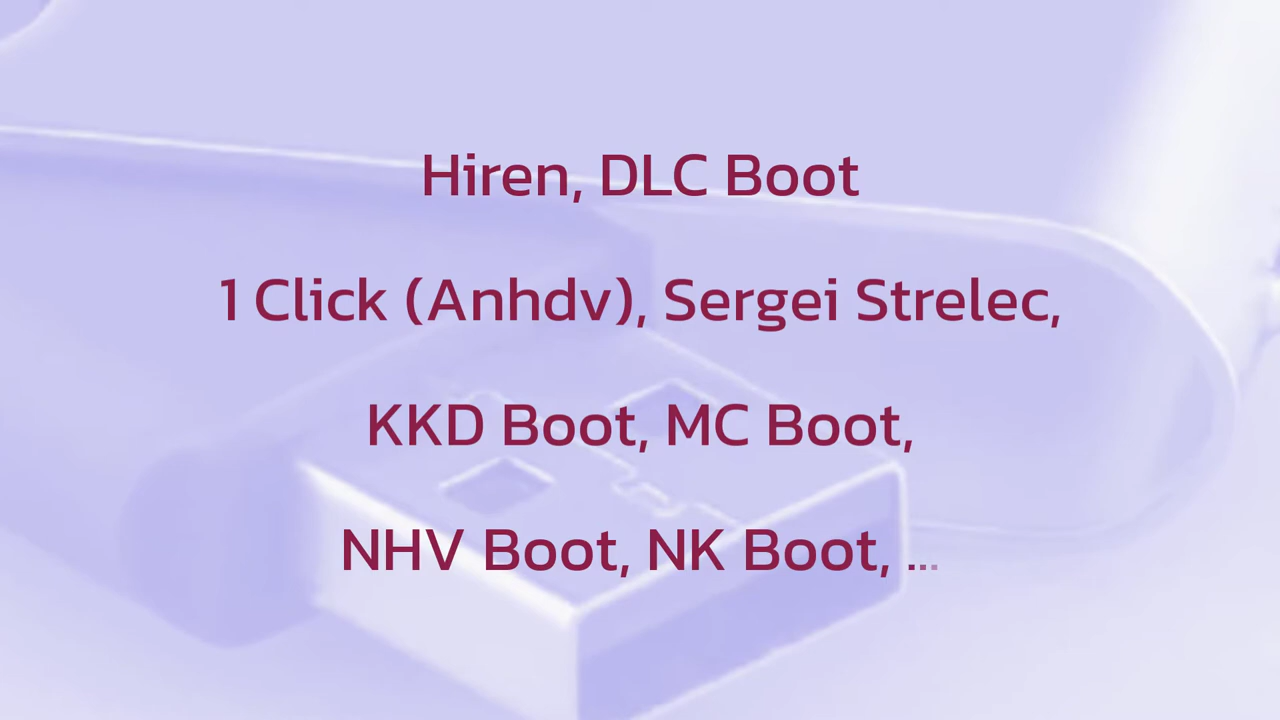 Hiren, DLC Boot
1 Click (Anhdv), Sergei Strelec,
KKD Boot, MC Boot,
NHV Boot, NK Boot, ...